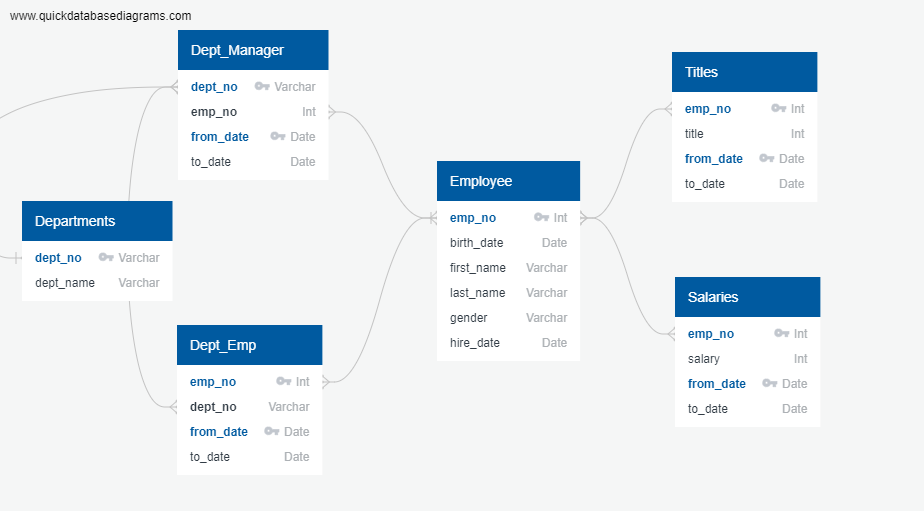 www.quickdatabasediagrams.com
Dept_Manager
dept_no Varchar
emp_no Int
from_date Date
to_date Date
Titles
emp_no Int
title Int
from_date Date
to_date Date
Employee
emp_no Int
birth_date Date
first_name Varchar
last_name Varchar
gender Varchar
hire_date Date
Departments
dept_no Varchar
dept_name Varchar
Salaries
emp_no Int
salary Int
from_date Date
to_date Date
Dept_Emp
emp_no Int
dept_no Varchar
from_date Date
to_date Date